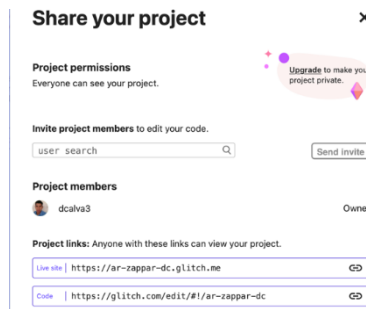 Share your project
Project permissions
Everyone can see your project.
Upgrade to make you
project private.
Invite project members to edit your code.
user search
Send invite
Project members
dcalva3
Owne
Project links: Anyone with these links can view your project.
Live site https://ar-zappar-dc.glitch.me
Code https://glitch.com/edit/#!/ar-zappar-dc